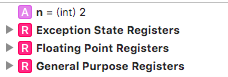 A n = (int) 2
R Exception State Registers
R Floating Point Registers
R General Purpose Registers